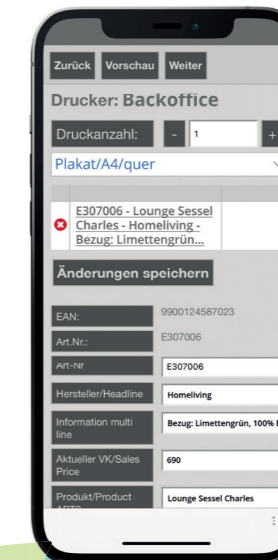 Zurück Vorschau Weiter
Drucker: Backoffice
Druckanzahl: - 1 +
Plakat/A4/quer
E307006 - Lounge Sessel
Charles - Homeliving -
Bezug: Limettengrün...
Änderungen speichern
EAN: 9900124587023
Art.Nr.: E307006
Art-Nr E307006
Hersteller/Headline Homeliving
Information multi
line
Bezug: Limettengrün, 100%
Aktueller VK/Sales
Price
690
Produkt/Product
Lounge Sessel Charles